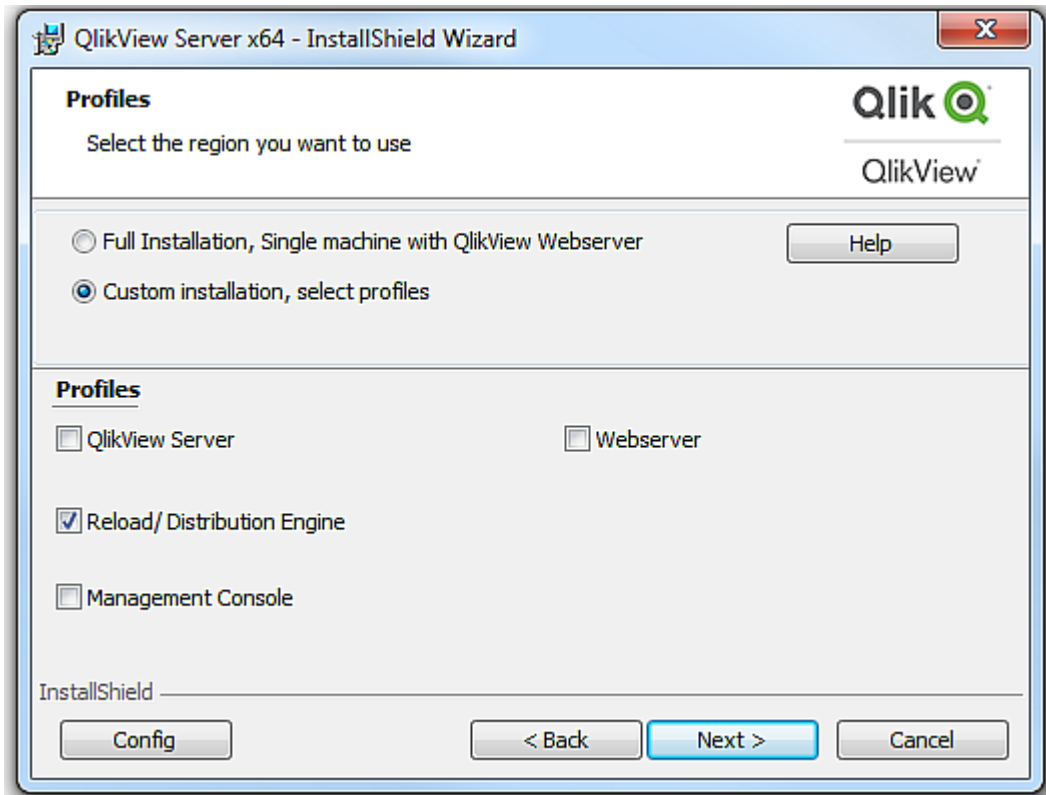 QlikView Server x64 - InstallShield Wizard
Profiles
Select the region you want to use
Qlik
QlikView
Full Installation, Single machine with QlikView Webserver
Help
Custom installation, select profiles
Profiles
QlikView Server
Webserver
Reload/ Distribution Engine
Management Console
InstallShield
Config
< Back
Next >
Cancel